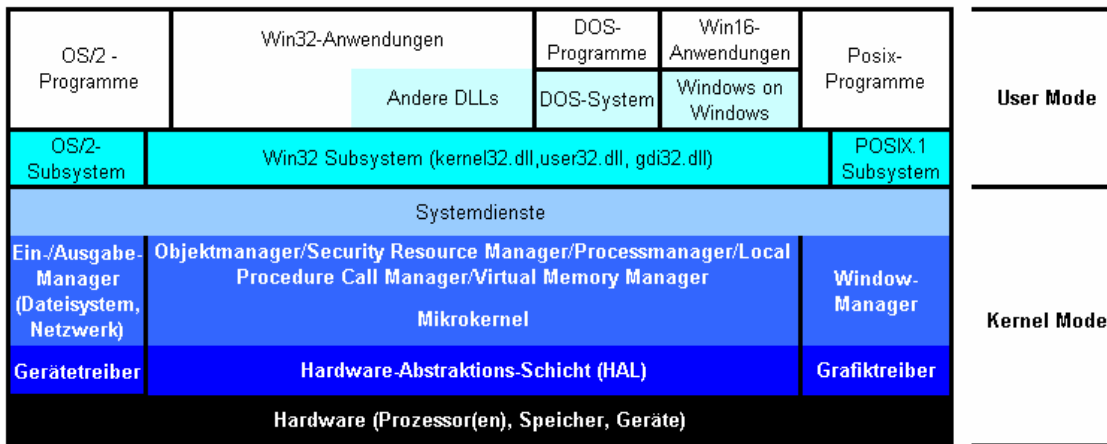 OS/2 -
Programme
Win32-Anwendungen
Andere DLLs
DOS-
Programme
DOS-System
Win16-
Anwendungen
Windows on
Windows
Posix-
Programme
User Mode
OS/2-
Subsystem
Win32 Subsystem (kernel32.dll,user32.dll, gdi32.dll)
POSIX.1
Subsystem
Systemdienste
Ein-/Ausgabe-
Manager
(Dateisystem,
Netzwerk)
Objektmanager/Security Resource Manager/Processmanager/Local
Procedure Call Manager/Virtual Memory Manager
Mikrokernel
Window-
Manager
Kernel Mode
Gerätetreiber
Hardware-Abstraktions-Schicht (HAL)
Grafiktreiber
Hardware (Prozessor(en), Speicher, Geräte)